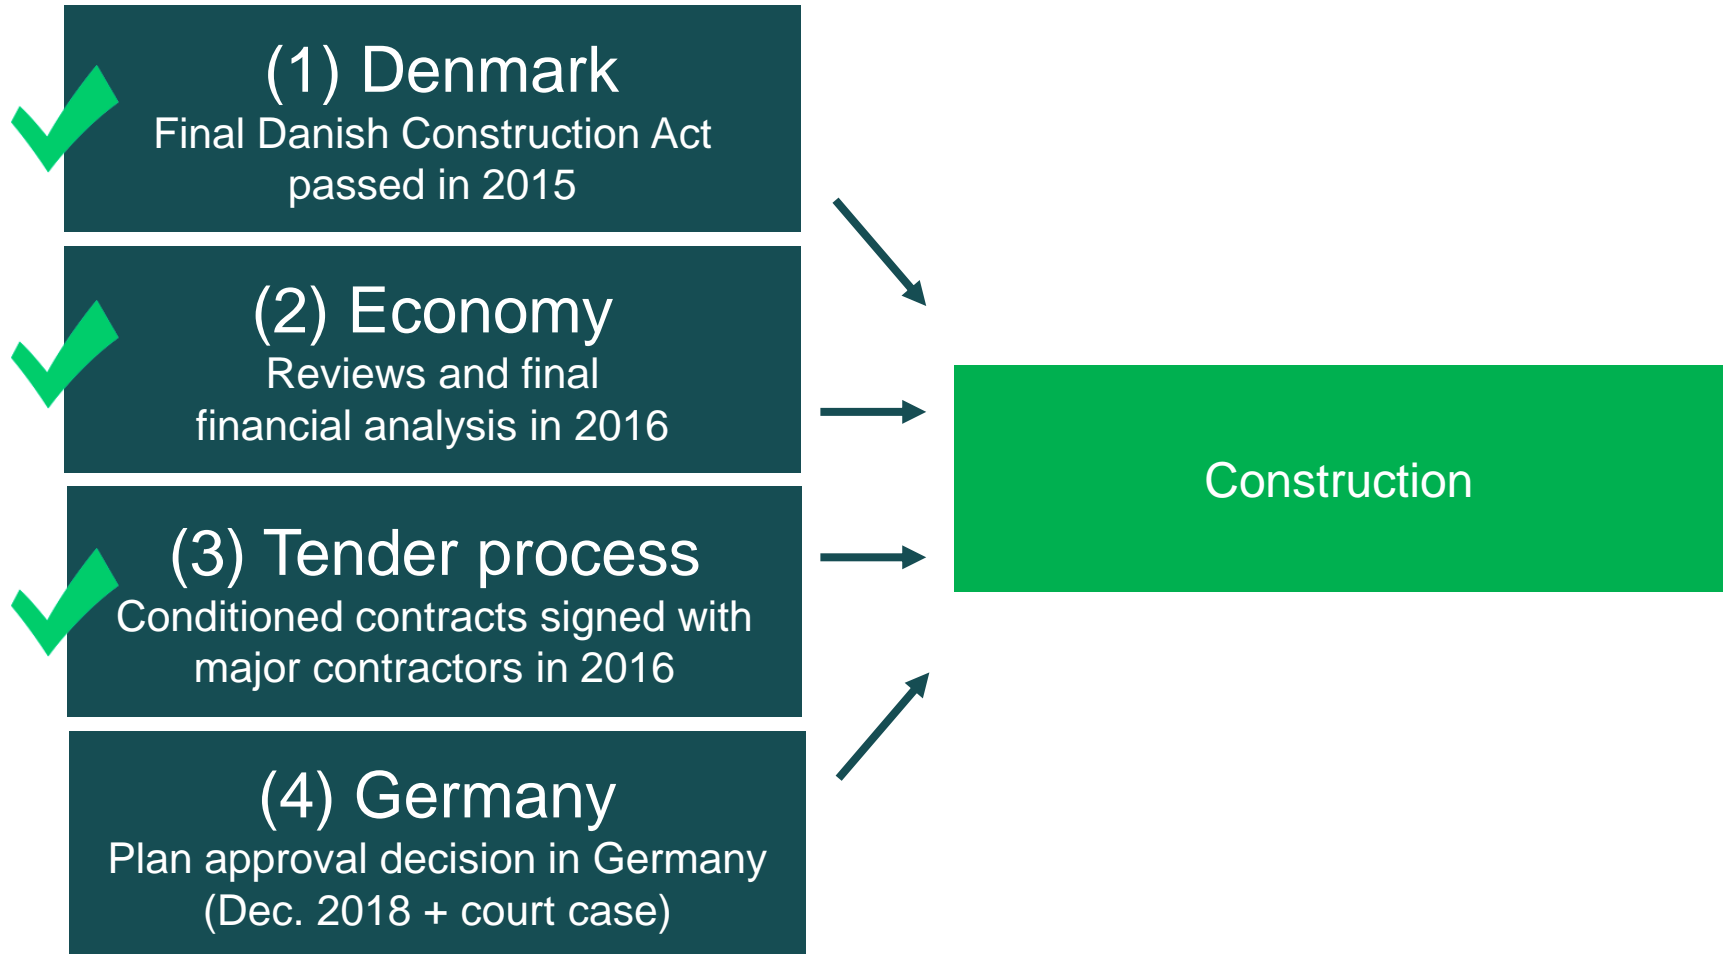 (1) Denmark
Final Danish Construction Act
passed in 2015
(2) Economy
Reviews and final
financial analysis in 2016
(3) Tender process
Conditioned contracts signed with
major contractors in 2016
(4) Germany
Plan approval decision in Germany
(Dec. 2018 + court case)
Construction